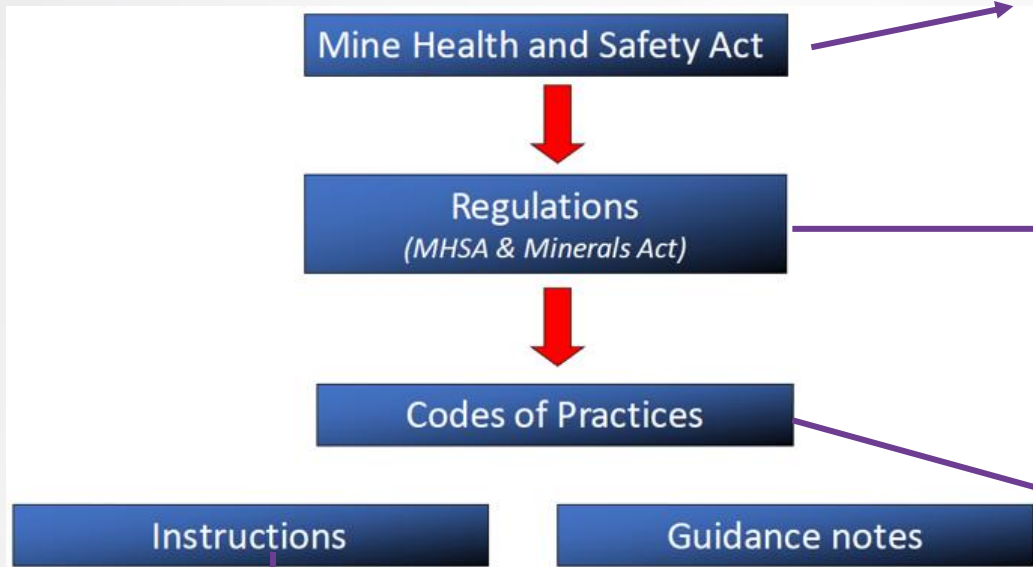 Mine Health and Safety Act
Regulations
(MHSA & Minerals Act)
Codes of Practices
Instructions
Guidance notes